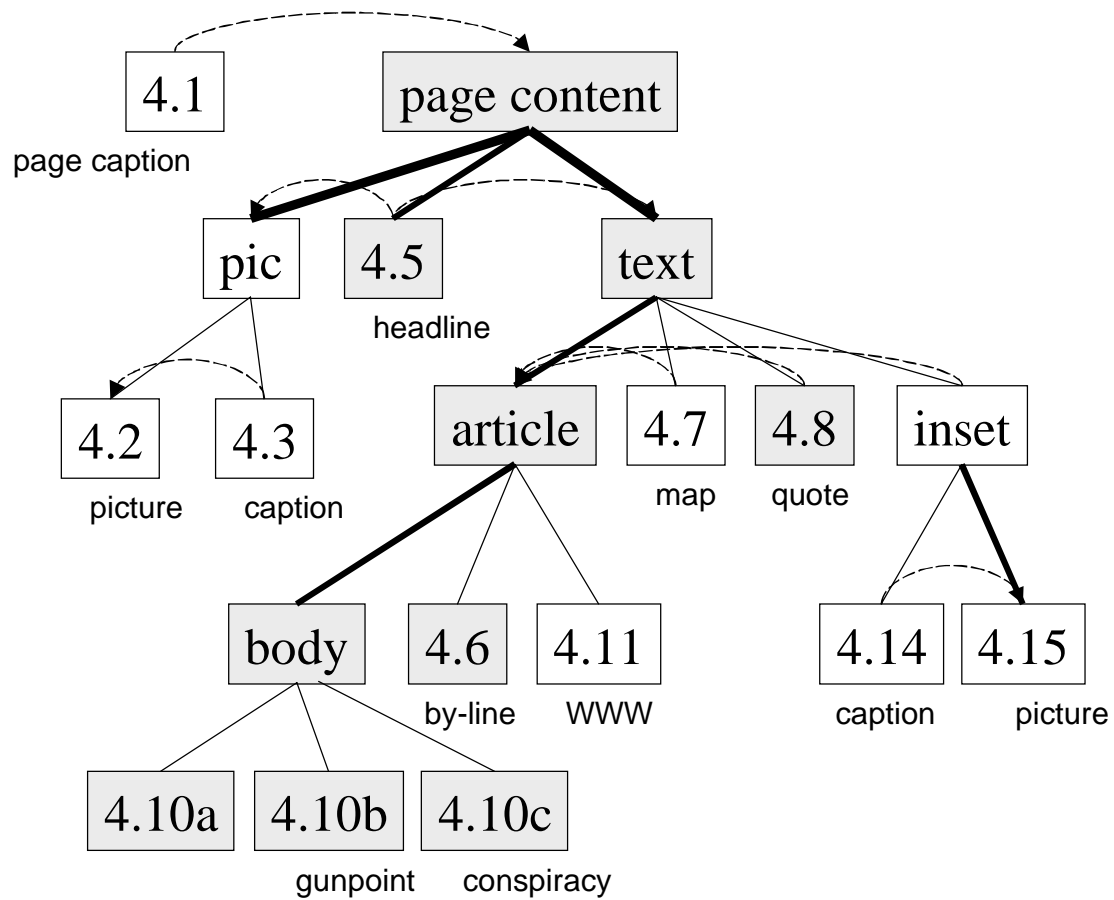 4.1
page content
page caption
pic
4.5
text
headline
4.2
4.3
article
4.7
4.8
inset
picture
caption
map
quote
body
4.6
4.11
4.14
4.15
by-line
WWW
caption
picture
4.10a
4.10b
4.10c
gunpoint
conspiracy